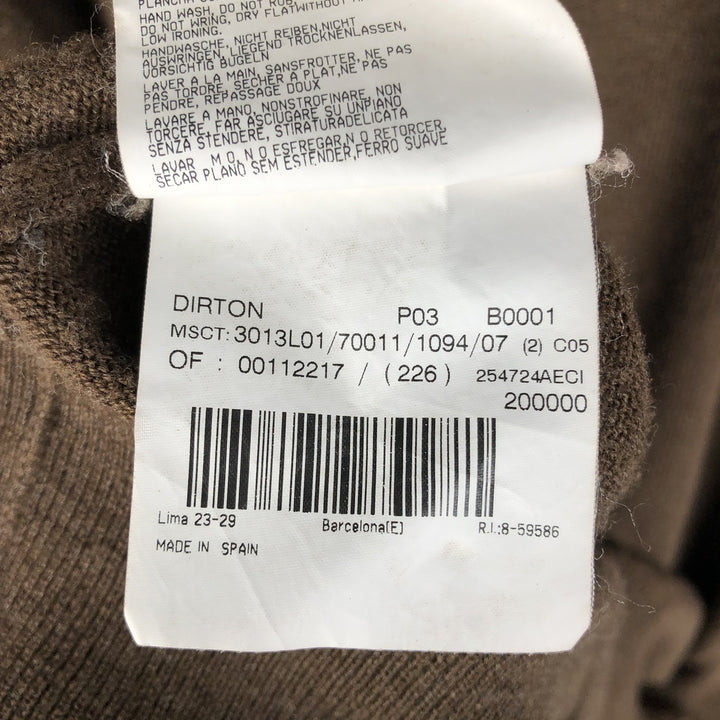 HAND WASH, DO NOT RUB,
DO NOT WRING, DRY FLATWITHOUT
LOW IRONING.
HANDWASCHE, NICHT REIBEN.NICHT
AUSWRINGEN, LIEGEND TROCKNENLASSEN,
VORSICHTIG BUGELN
LAVER A LA MAIN, SANSFROTTER, NE PAS
PAS TORDRE, SECHER A PLAT,NE PAS
PENDRE, REPASSAGE DOUX
LAVARE A MANO, NONSTROFINARE, NON
TORCERE, FAR ASCIUGARE SU UNPIANO
SENZA STENDERE, STIRATURADELICATA
LAVAR M O, N O ESFREGAR N O RETORCER,
SECAR PLANO SEM ESTENDER,FERRO SUAVE
DIRTON P03 B0001
MSCT: 3013L01/70011/1094/07 (2) C05
OF : 00112217 / (226) 254724AECI
200000
Lima 23-29 Barcelona(E) R.I.:8-59586
MADE IN SPAIN